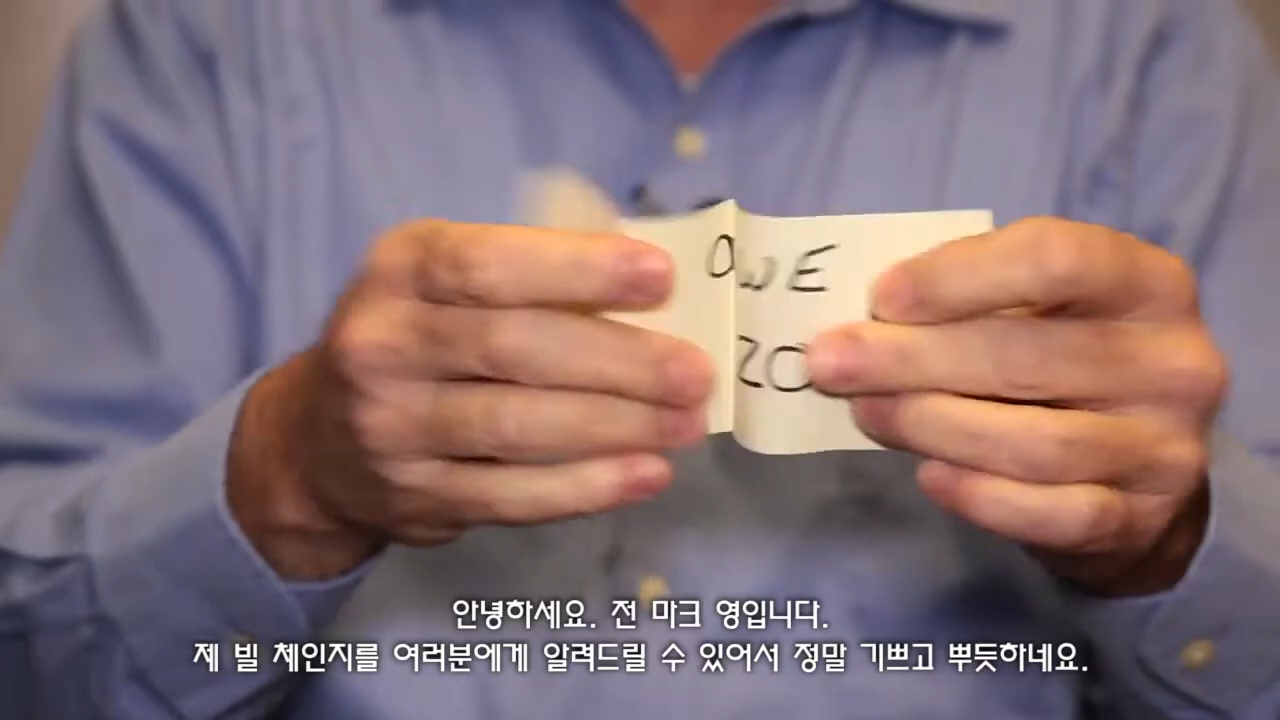 OWE
20
안녕하세요. 전 마크 영입니다.
제 빌 체인지를 여러분에게 알려드릴 수 있어서 정말 기쁘고 뿌듯하네요.